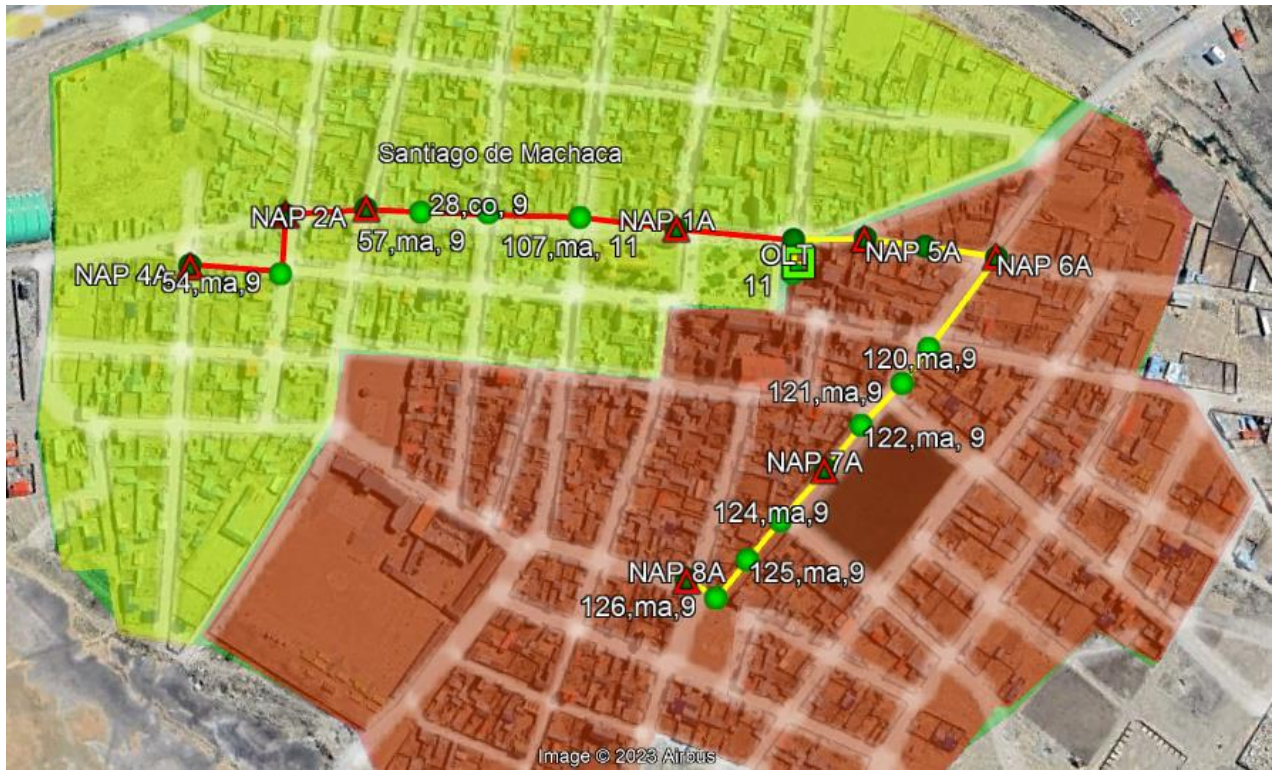 Santiago de Machaca
NAP 2A
28,co, 9
57,ma, 9
107,ma, 11
NAP 1A
OLT
11
NAP 5A
NAP 6A
NAP 4A
54,ma,9
120,ma,9
121,ma,9
122,ma, 9
NAP 7A
124,ma,9
125,ma,9
NAP 8A
126,ma,9
Image © 2023 Airbus